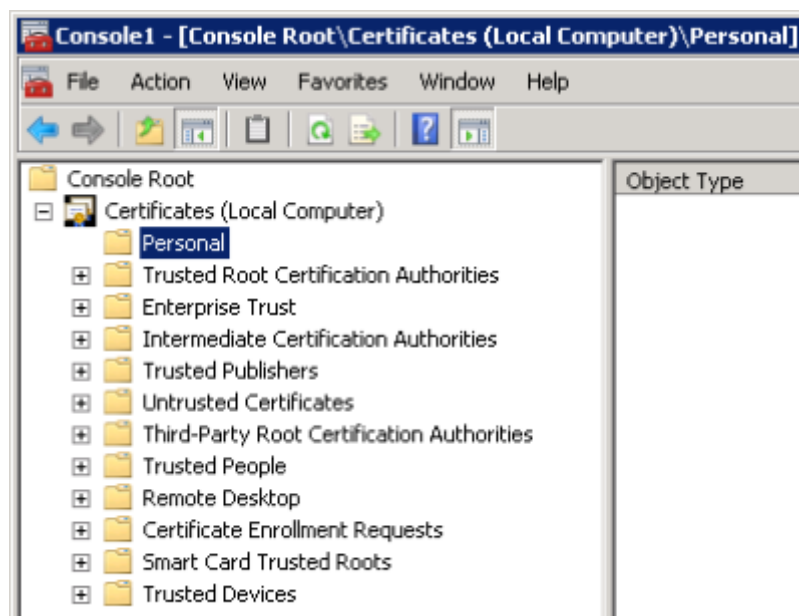 Console1 - [Console Root\Certificates (Local Computer)\Personal]
File Action View Favorites Window Help
Console Root
Object Type
Certificates (Local Computer)
Personal
Trusted Root Certification Authorities
Enterprise Trust
Intermediate Certification Authorities
Trusted Publishers
Untrusted Certificates
Third-Party Root Certification Authorities
Trusted People
Remote Desktop
Certificate Enrollment Requests
Smart Card Trusted Roots
Trusted Devices